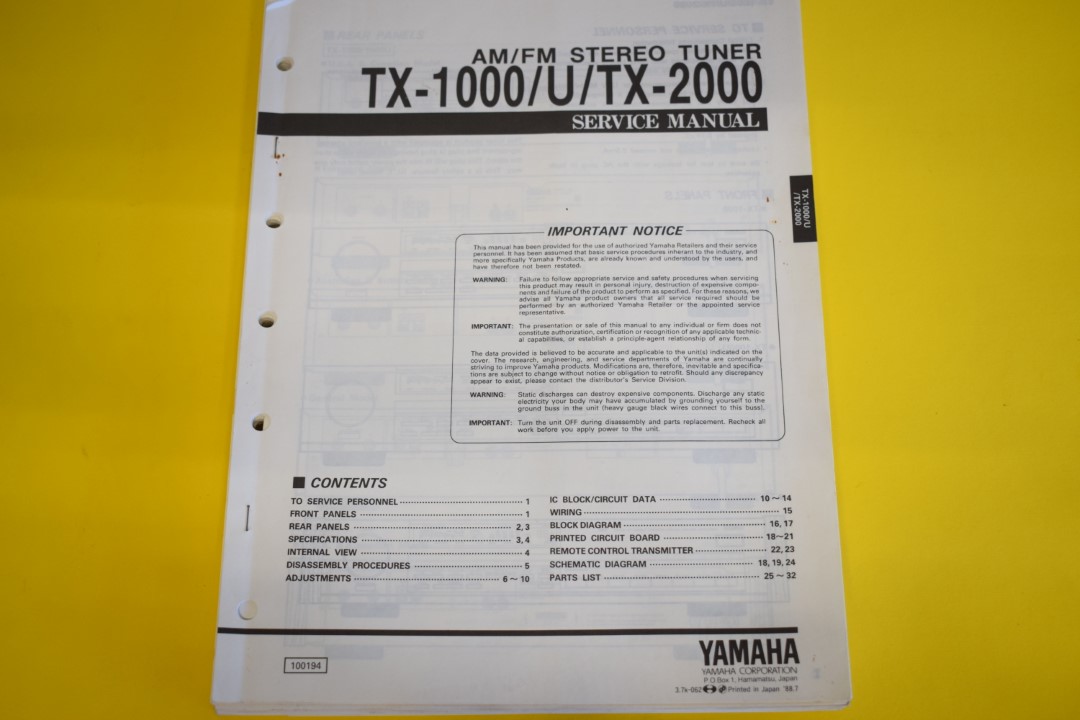 AM/FM STEREO TUNER
TX-1000/U/TX-2000
SERVICE MANUAL
TX-1000/U
/TX-2000
IMPORTANT NOTICE
This manual has been provided for the use of authorized Yamaha Retailers and their service
personnel. It has been assumed that basic service procedures inherant to the industry, and
more specifically Yamaha Products, are already known and understood by the users, and
have therefore not been restated.
WARNING: Failure to follow appropriate service and safety procedures when servicing
this product may result in personal injury, destruction of expensive compo-
nents and failure of the product to perform as specified. For these reasons, we
advise all Yamaha product owners that all service required should be
performed by an authorized Yamaha Retailer or the appointed service
representative.
IMPORTANT: The presentation or sale of this manual to any individual or firm does not
constitute authorization, certification or recognition of any applicable technic-
al capabilities, or establish a principle-agent relationship of any form.
The data provided is believed to be accurate and applicable to the unit(s) indicated on the
cover. The research, engineering, and service departments of Yamaha are continually
striving to improve Yamaha products. Modifications are, therefore, inevitable and specifica-
tions are subject to change without notice or obligation to retrofit. Should any discrepancy
appear to exist, please contact the distributor's Service Division.
WARNING: Static discharges can destroy expensive components. Discharge any static
electricity your body may have accumulated by grounding yourself to the
ground buss in the unit (heavy gauge black wires connect to this buss).
IMPORTANT: Turn the unit OFF during disassembly and parts replacement. Recheck all
work before you apply power to the unit.
■ CONTENTS
TO SERVICE PERSONNEL 1
FRONT PANELS 1
REAR PANELS 2, 3
SPECIFICATIONS 3, 4
INTERNAL VIEW 4
DISASSEMBLY PROCEDURES 5
ADJUSTMENTS 6 ~ 10
IC BLOCK/CIRCUIT DATA 10 ~ 14
WIRING 15
BLOCK DIAGRAM 16, 17
PRINTED CIRCUIT BOARD 18~21
REMOTE CONTROL TRANSMITTER 22, 23
SCHEMATIC DIAGRAM 18, 19, 24
PARTS LIST 25 ~ 32
100194
YAMAHA
YAMAHA CORPORATION
P.O.Box 1, Hamamatsu, Japan
Printed in Japan '88.7